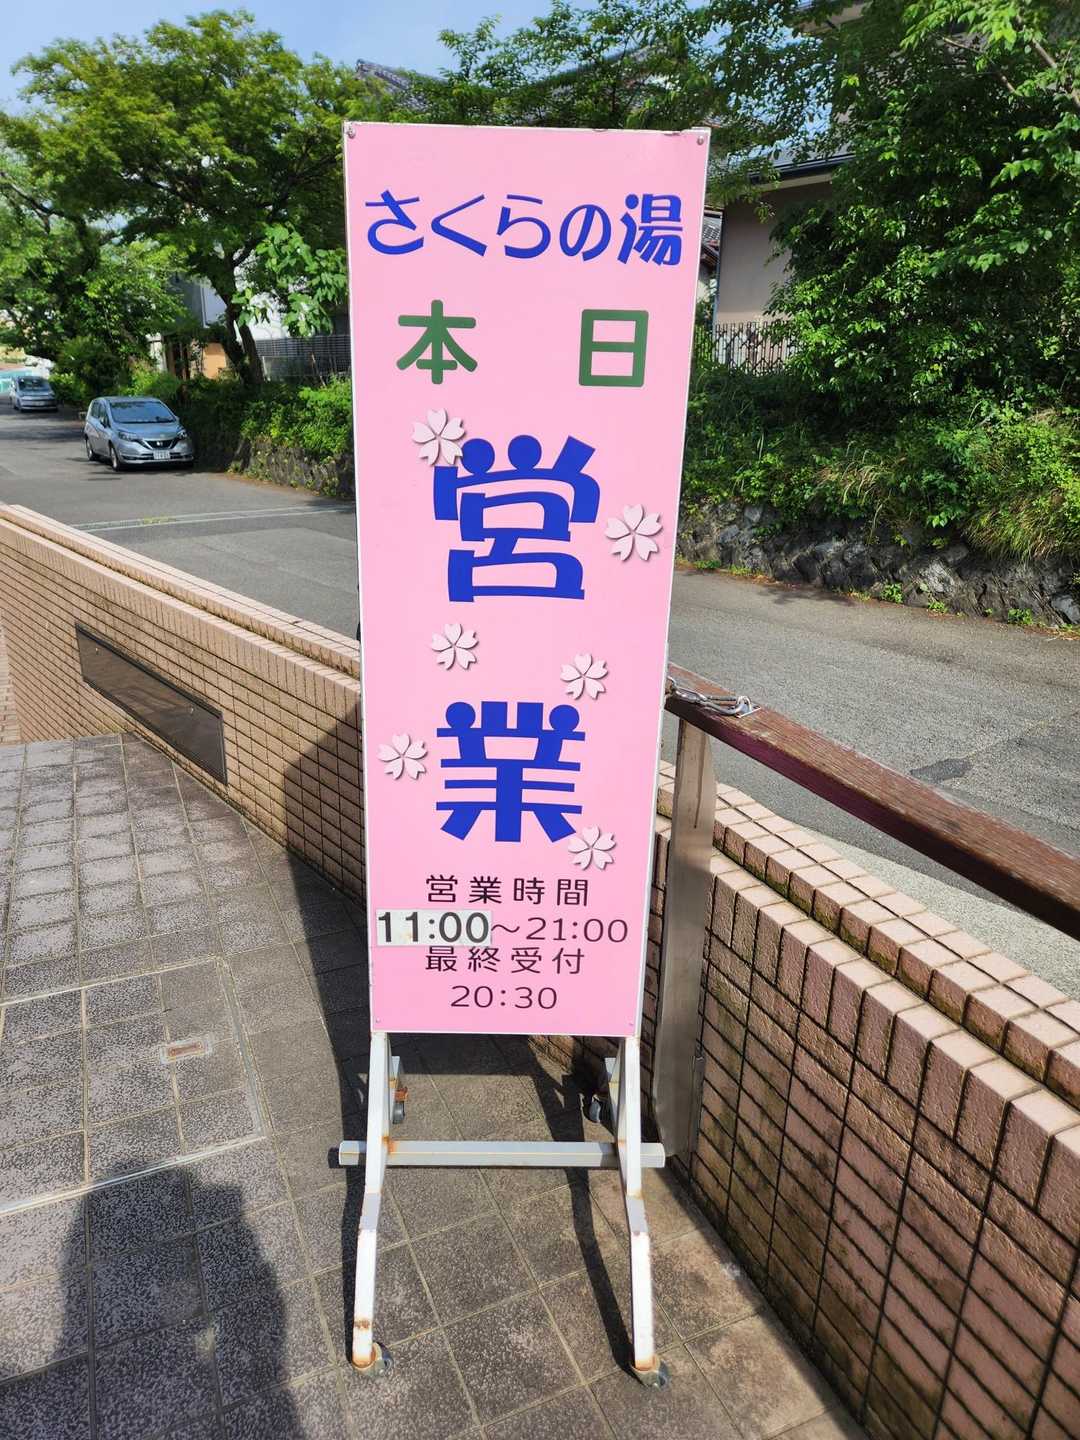 さくらの湯
本日
営
業
営業時間
11:00～21:00
最終受付
20:30